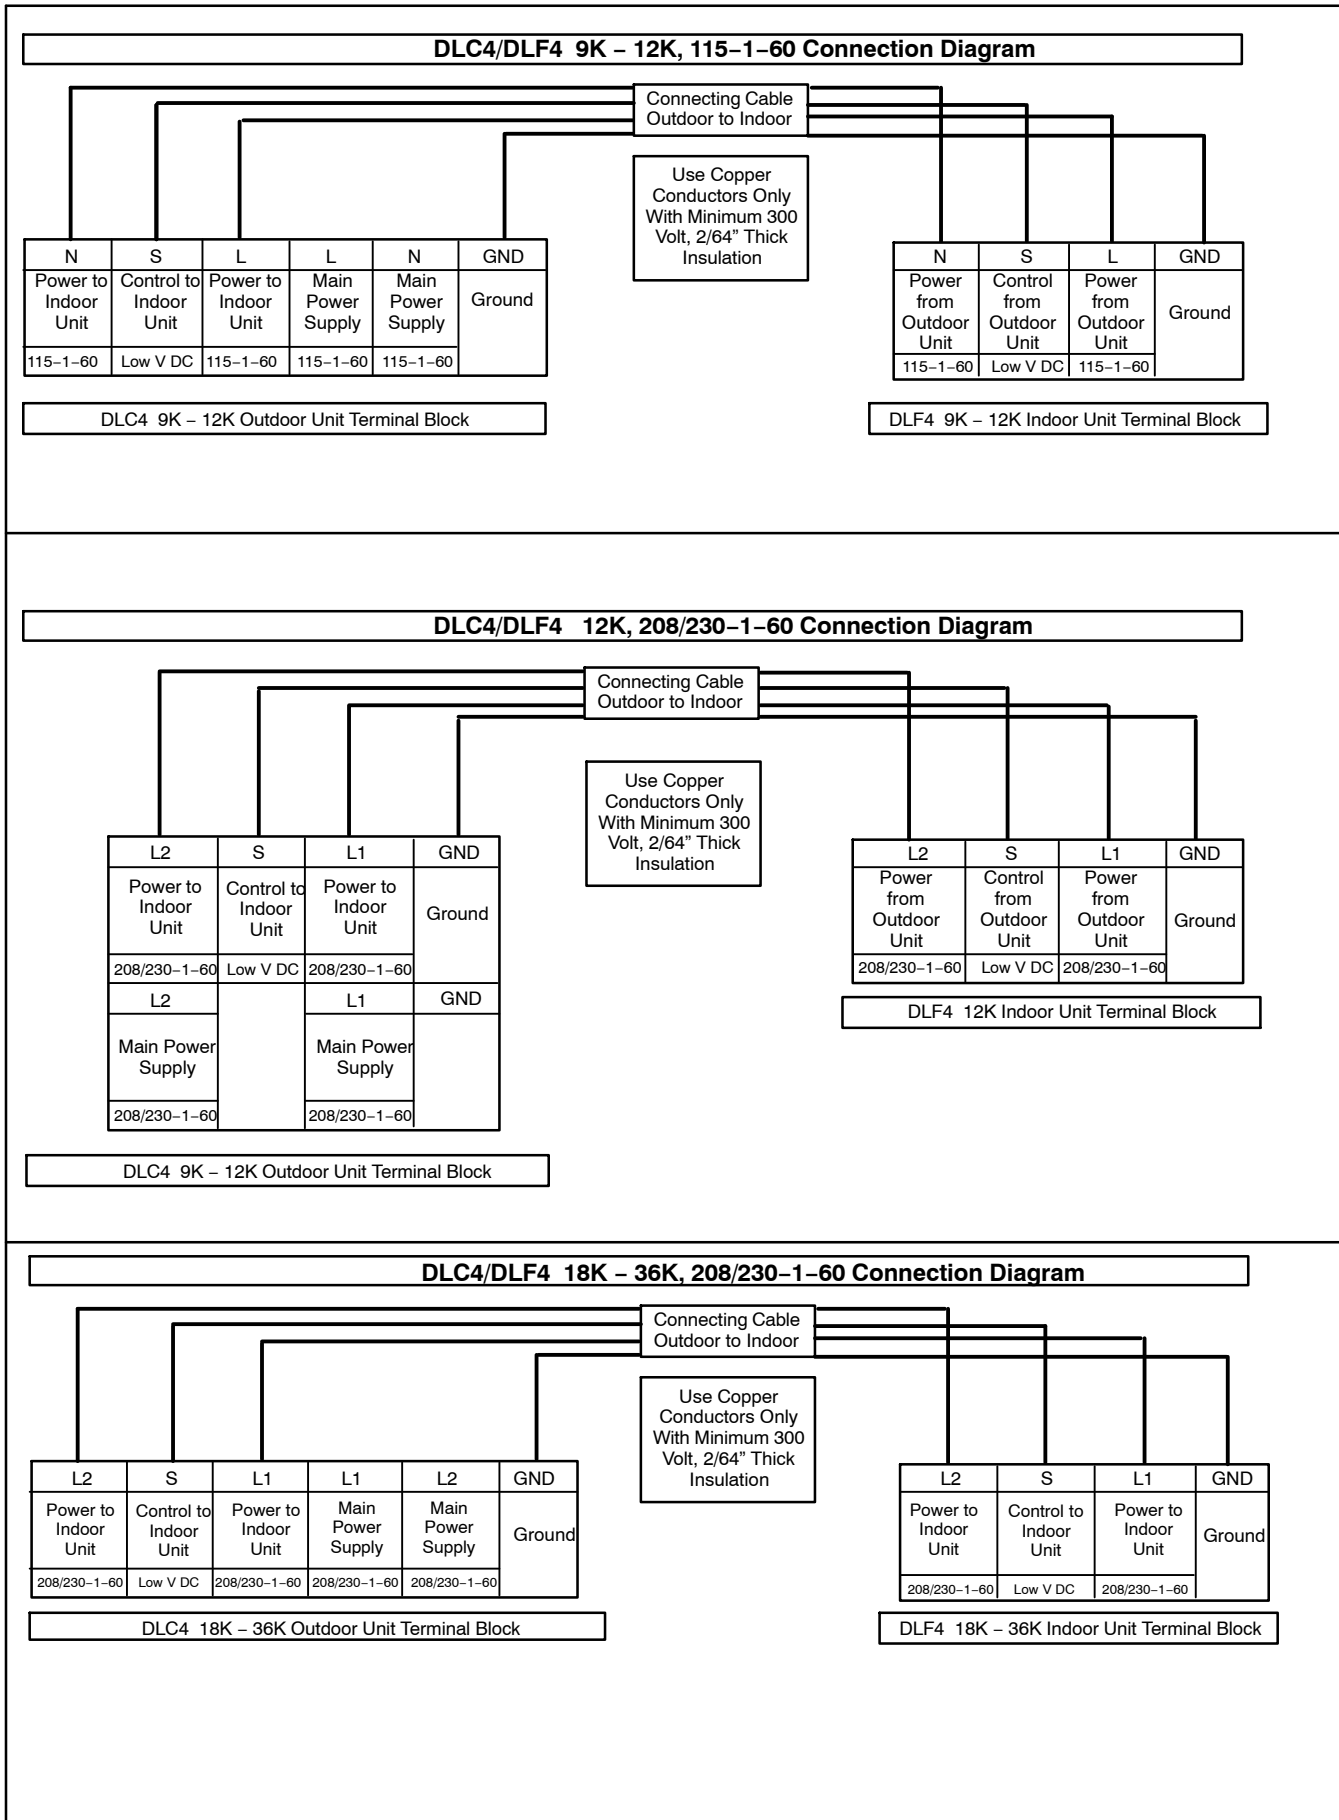 DLC4/DLF4 9K – 12K, 115–1–60 Connection Diagram
Connecting Cable
Outdoor to Indoor
Use Copper
Conductors Only
With Minimum 300
Volt, 2/64” Thick
Insulation
N S L L N GND
Power to Control to Power to Main Main
Indoor Indoor Indoor Power Power Ground
Unit Unit Unit Supply Supply
115–1–60 Low V DC 115–1–60 115–1–60 115–1–60
DLC4 9K – 12K Outdoor Unit Terminal Block
N S L GND
Power Control Power
from from from Ground
Outdoor Outdoor Outdoor
Unit Unit Unit
115–1–60 Low V DC 115–1–60
DLF4 9K – 12K Indoor Unit Terminal Block
DLC4/DLF4 12K, 208/230–1–60 Connection Diagram
Connecting Cable
Outdoor to Indoor
Use Copper
Conductors Only
With Minimum 300
Volt, 2/64” Thick
Insulation
L2 S L1 GND
Power to Control to Power to
Indoor Indoor Indoor Ground
Unit Unit Unit
208/230–1–60 Low V DC 208/230–1–60
L2 L1 GND
Main Power Main Power
Supply Supply
208/230–1–60 208/230–1–60
DLC4 9K – 12K Outdoor Unit Terminal Block
L2 S L1 GND
Power Control Power
from from from
Outdoor Outdoor Outdoor Ground
Unit Unit Unit
208/230–1–60 Low V DC 208/230–1–60
DLF4 12K Indoor Unit Terminal Block
DLC4/DLF4 18K – 36K, 208/230–1–60 Connection Diagram
Connecting Cable
Outdoor to Indoor
Use Copper
Conductors Only
With Minimum 300
Volt, 2/64” Thick
Insulation
L2 S L1 L1 L2 GND
Power to Control to Power to Main Main
Indoor Indoor Indoor Power Power Ground
Unit Unit Unit Supply Supply
208/230–1–60 Low V DC 208/230–1–60 208/230–1–60 208/230–1–60
DLC4 18K – 36K Outdoor Unit Terminal Block
L2 S L1 GND
Power to Control to Power to
Indoor Indoor Indoor Ground
Unit Unit Unit
208/230–1–60 Low V DC 208/230–1–60
DLF4 18K – 36K Indoor Unit Terminal Block